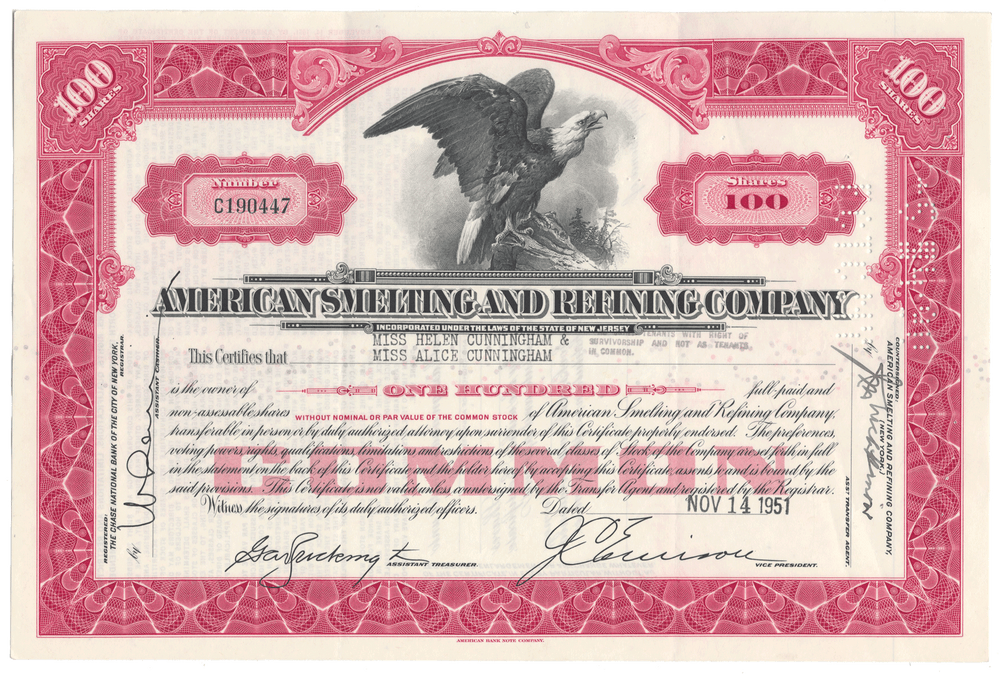 100
SHARES
100
SHARES
Number
C190447
Shares
100
AMERICAN SMELTING AND REFINING COMPANY
INCORPORATED UNDER THE LAWS OF THE STATE OF NEW JERSEY
This Certifies that
MISS HELEN CUNNINGHAM &
MISS ALICE CUNNINGHAM
TENANTS WITH RIGHT OF
SURVIVORSHIP AND NOT AS TENANTS
IN COMMON.
is the owner of ONE HUNDRED full-paid and
non-assessable shares WITHOUT NOMINAL OR PAR VALUE OF THE COMMON STOCK of American Smelting and Refining Company,
transferable in person or by duly authorized attorney upon surrender of this Certificate properly endorsed. The preferences,
voting powers, rights, qualifications, limitations and restrictions of the several classes of Stock of the Company are set forth in full
in the statement on the back of this Certificate and the holder hereof by accepting this Certificate assents to and is bound by the
said provisions. This Certificate is not valid unless countersigned by the Transfer Agent and registered by the Registrar.
COMMON
Witness the signatures of its duly authorized officers. Dated NOV 14 1951
ASSISTANT TREASURER.
VICE PRESIDENT.
REGISTERED:
THE CHASE NATIONAL BANK OF THE CITY OF NEW YORK,
REGISTRAR.
by
ASSISTANT CASHIER.
COUNTERSIGNED:
AMERICAN SMELTING AND REFINING COMPANY,
(NEW YORK)
by
ASST TRANSFER AGENT.
AMERICAN BANK NOTE COMPANY.